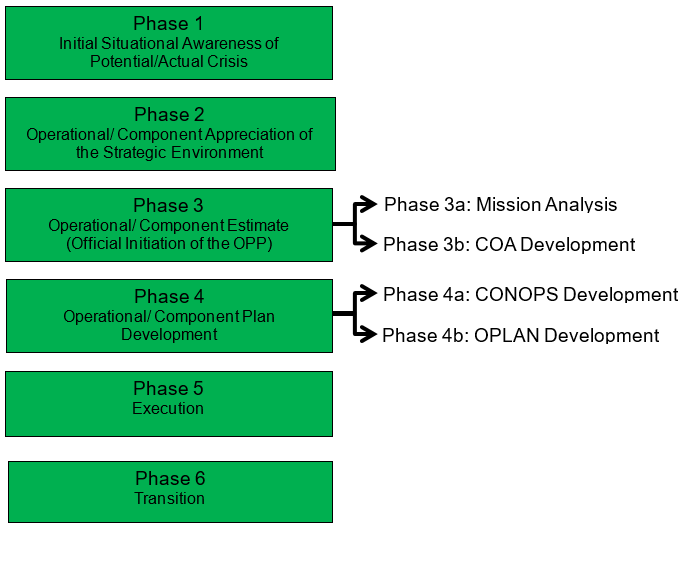 Phase 1
Initial Situational Awareness of
Potential/Actual Crisis
Phase 2
Operational/ Component Appreciation of
the Strategic Environment
Phase 3
Operational/ Component Estimate
(Official Initiation of the OPP)
Phase 3a: Mission Analysis
Phase 3b: COA Development
Phase 4
Operational/ Component Plan
Development
Phase 4a: CONOPS Development
Phase 4b: OPLAN Development
Phase 5
Execution
Phase 6
Transition